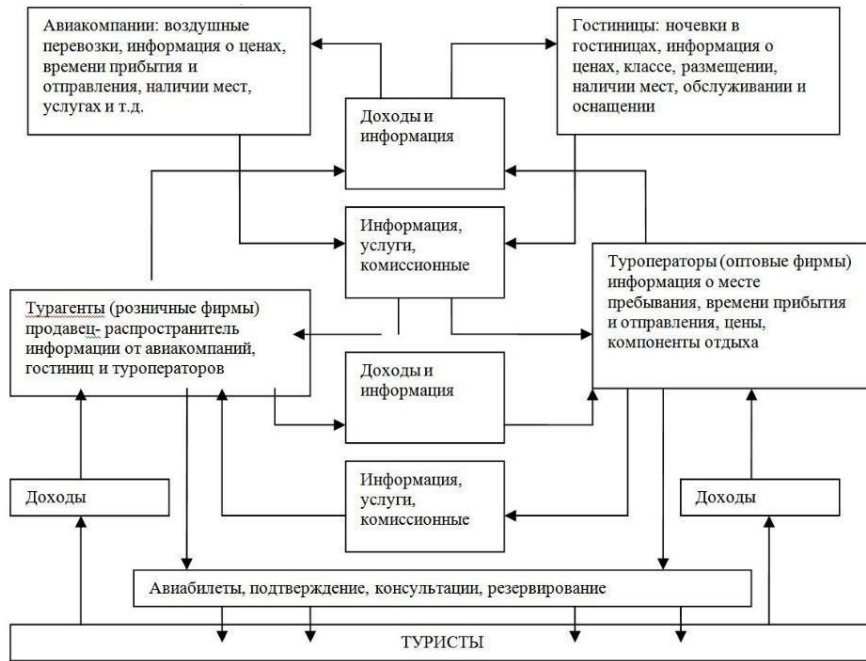 Авиакомпании: воздушные
перевозки, информация о ценах,
времени прибытия и
отправления, наличии мест,
услугах и т.д.
Гостиницы: ночевки в
гостиницах, информация о
ценах, классе, размещении,
наличии мест, обслуживании и
оснащении
Доходы и
информация
Информация,
услуги,
комиссионные
Туроператоры (оптовые фирмы)
информация о месте
пребывания, времени прибытия
и отправления, цены,
компоненты отдыха
Турагенты (розничные фирмы)
продавец- распространитель
информации от авиакомпаний,
гостиниц и туроператоров
Доходы и
информация
Информация,
услуги,
комиссионные
Доходы
Доходы
Авиабилеты, подтверждение, консультации, резервирование
ТУРИСТЫ